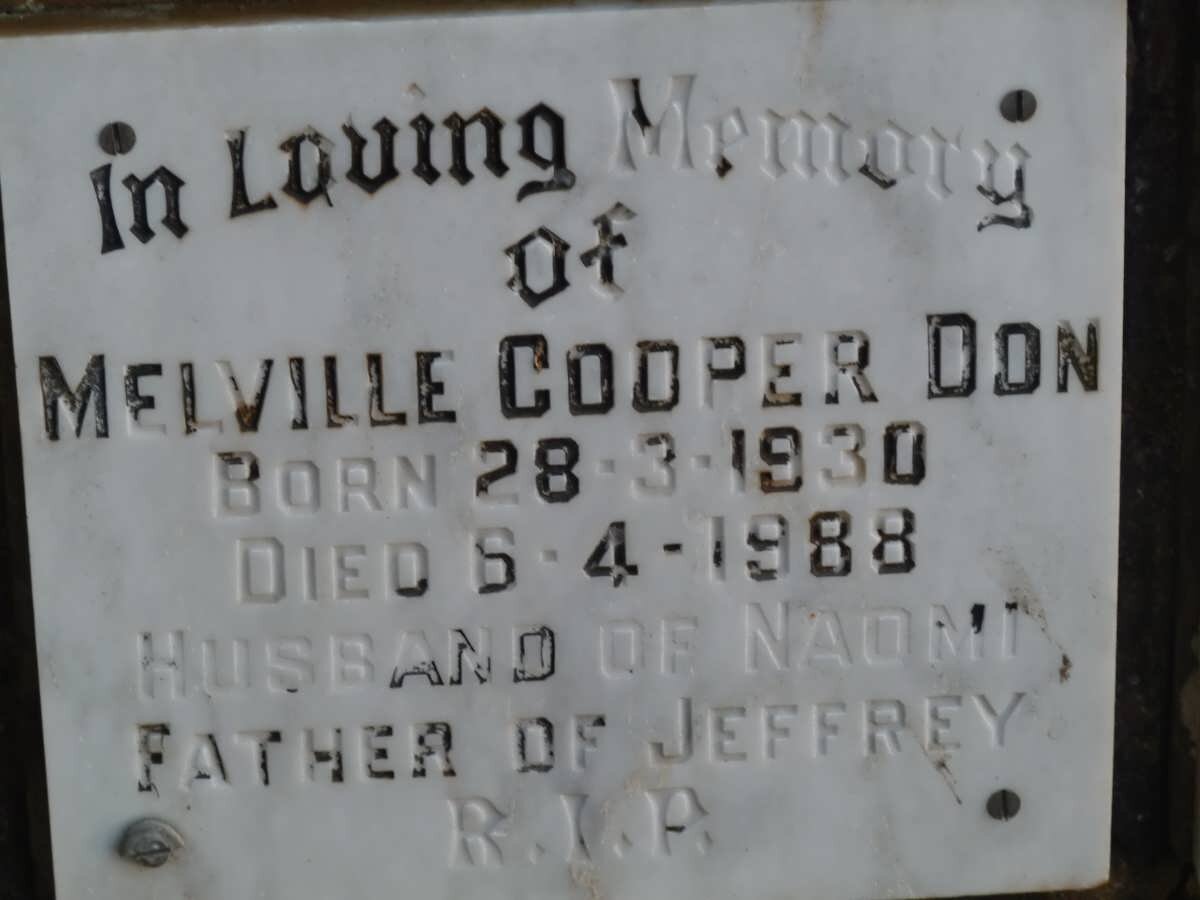 In Loving Memory
of
MELVILLE COOPER DON
BORN 28·3·1930
DIED 6·4-1988
HUSBAND OF NAOMI
FATHER OF JEFFREY
R.I.P.